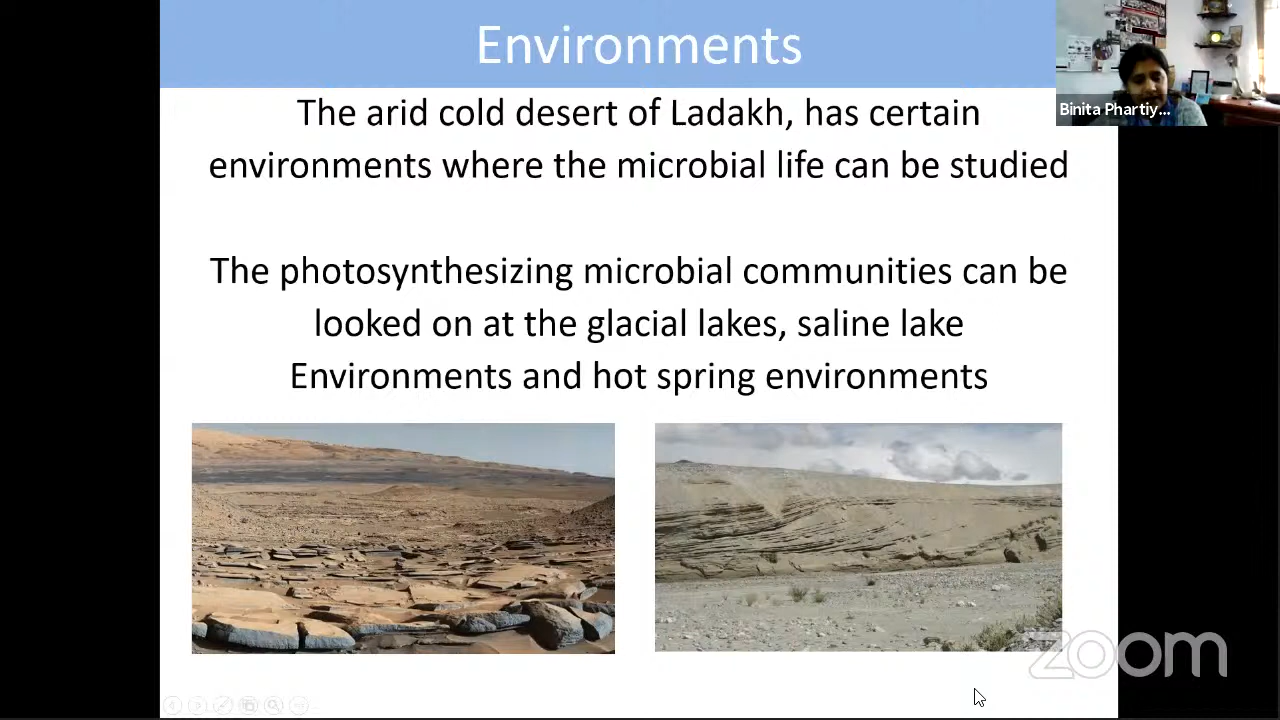 Environments
The arid cold desert of Ladakh, has certain
environments where the microbial life can be studied
The photosynthesizing microbial communities can be
looked on at the glacial lakes, saline lake
Environments and hot spring environments
Binita Phartiy...
zoom